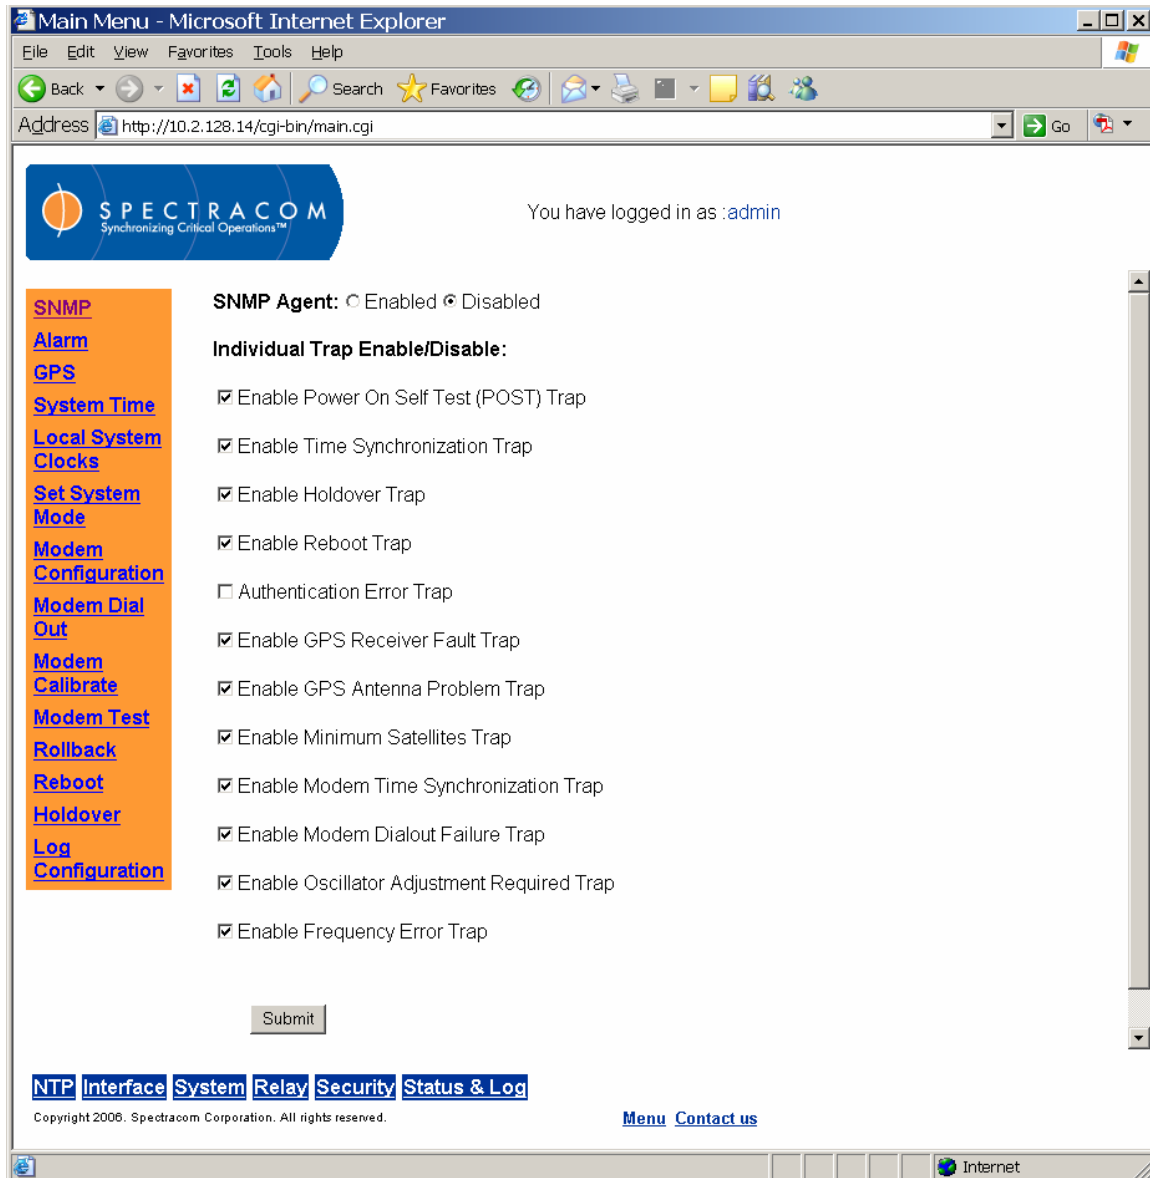 Main Menu - Microsoft Internet Explorer
File Edit View Favorites Tools Help
Back Search Favorites
Address http://10.2.128.14/cgi-bin/main.cgi Go
SPECTRACOM
Synchronizing Critical Operations™
You have logged in as :admin
SNMP
Alarm
GPS
System Time
Local System
Clocks
Set System
Mode
Modem
Configuration
Modem Dial
Out
Modem
Calibrate
Modem Test
Rollback
Reboot
Holdover
Log
Configuration
SNMP Agent: Enabled Disabled
Individual Trap Enable/Disable:
Enable Power On Self Test (POST) Trap
Enable Time Synchronization Trap
Enable Holdover Trap
Enable Reboot Trap
Authentication Error Trap
Enable GPS Receiver Fault Trap
Enable GPS Antenna Problem Trap
Enable Minimum Satellites Trap
Enable Modem Time Synchronization Trap
Enable Modem Dialout Failure Trap
Enable Oscillator Adjustment Required Trap
Enable Frequency Error Trap
Submit
NTP Interface System Relay Security Status & Log
Copyright 2006. Spectracom Corporation. All rights reserved.
Menu Contact us
Internet